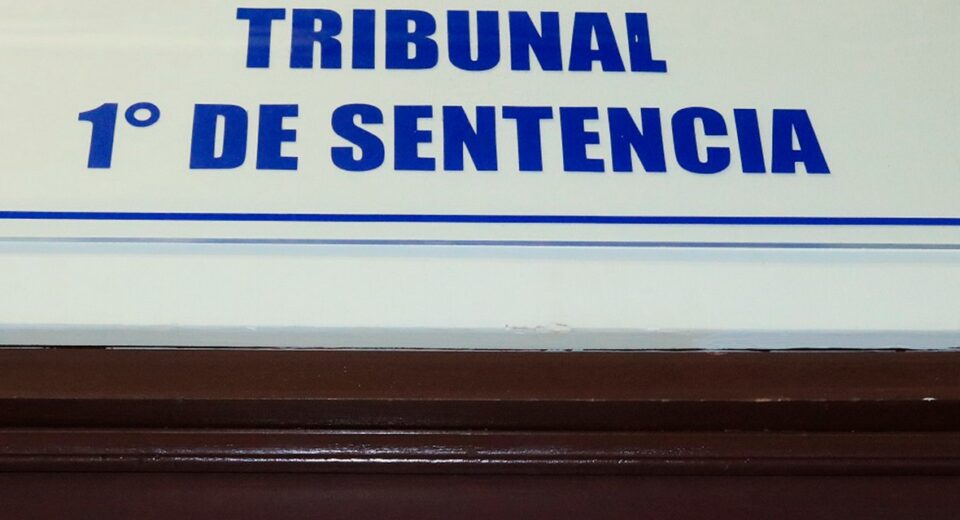 TRIBUNAL
1° DE SENTENCIA